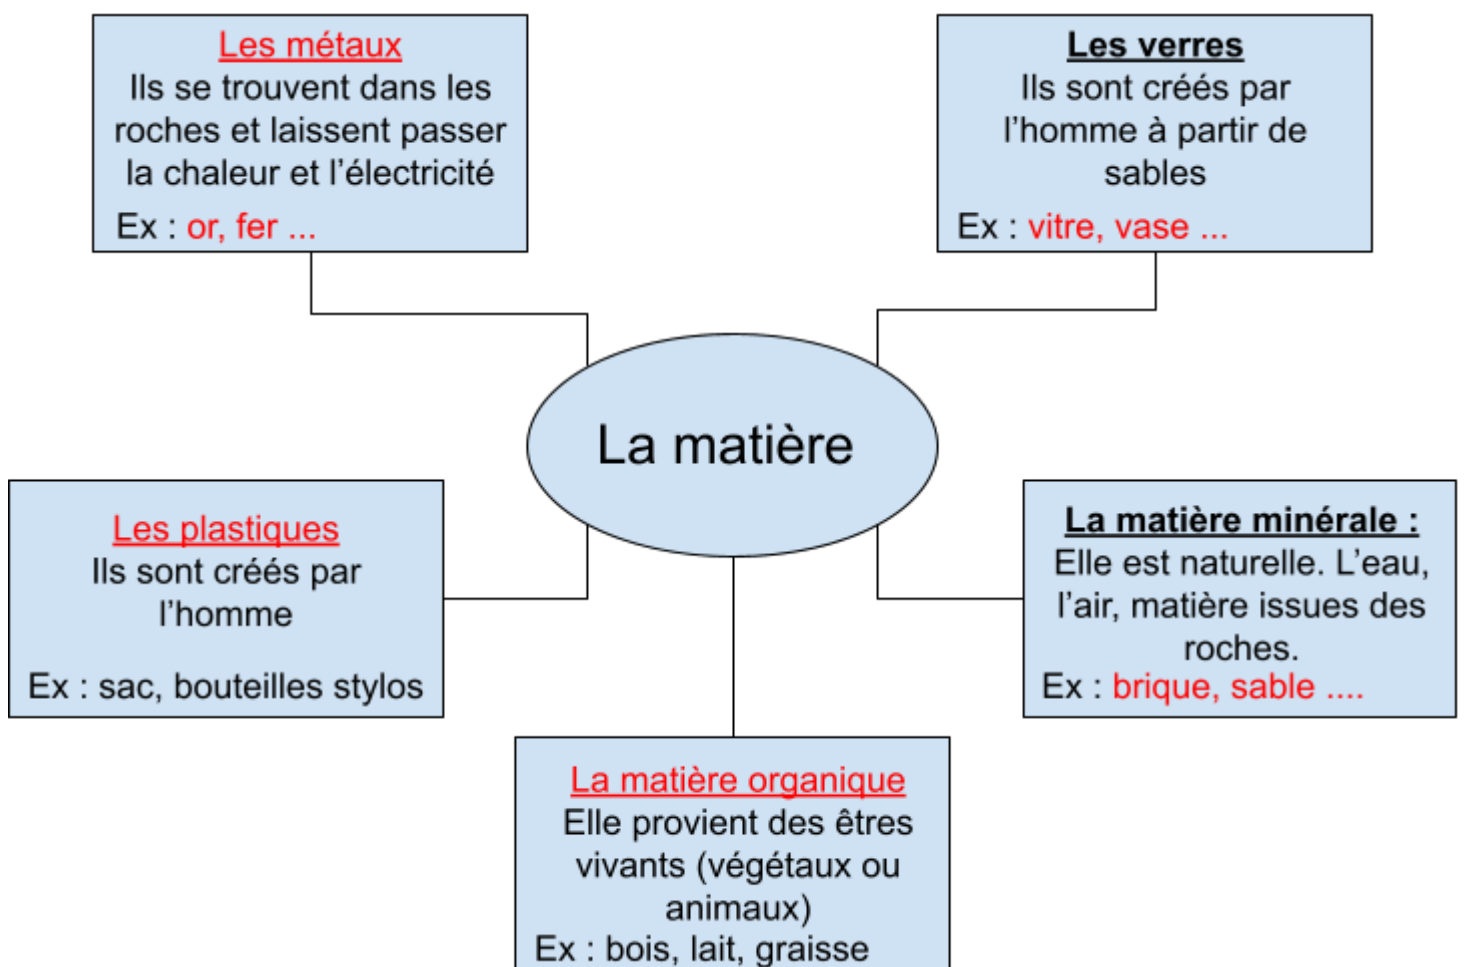 Les métaux
Ils se trouvent dans les
roches et laissent passer
la chaleur et l’électricité
Ex : or, fer ...
Les verres
Ils sont créés par
l’homme à partir de
sables
Ex : vitre, vase ...
La matière
Les plastiques
Ils sont créés par
l’homme
Ex : sac, bouteilles stylos
La matière minérale :
Elle est naturelle. L’eau,
l’air, matière issues des
roches.
Ex : brique, sable ....
La matière organique
Elle provient des êtres
vivants (végétaux ou
animaux)
Ex : bois, lait, graisse